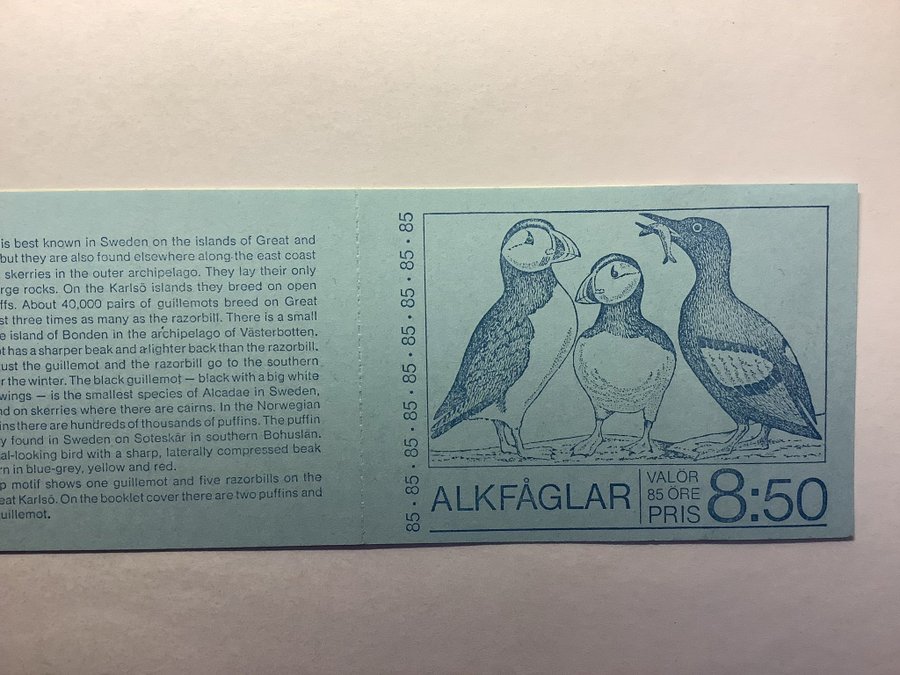 is best known in Sweden on the islands of Great and
but they are also found elsewhere along the east coast
skerries in the outer archipelago. They lay their only
rge rocks. On the Karlsö islands they breed on open
ffs. About 40,000 pairs of guillemots breed on Great
st three times as many as the razorbill. There is a small
e island of Bonden in the archipelago of Västerbotten.
t has a sharper beak and a lighter back than the razorbill.
ust the guillemot and the razorbill go to the southern
r the winter. The black guillemot — black with a big white
wings — is the smallest species of Alcadae in Sweden,
nd on skerries where there are cairns. In the Norwegian
ins there are hundreds of thousands of puffins. The puffin
y found in Sweden on Soteskär in southern Bohuslän.
al-looking bird with a sharp, laterally compressed beak
rn in blue-grey, yellow and red.
p motif shows one guillemot and five razorbills on the
eat Karlsö. On the booklet cover there are two puffins and
uillemot.
85 · 85 · 85 · 85 · 85 · 85 · 85 · 85
ALKFÅGLAR
VALÖR
85 ÖRE
PRIS 8:50